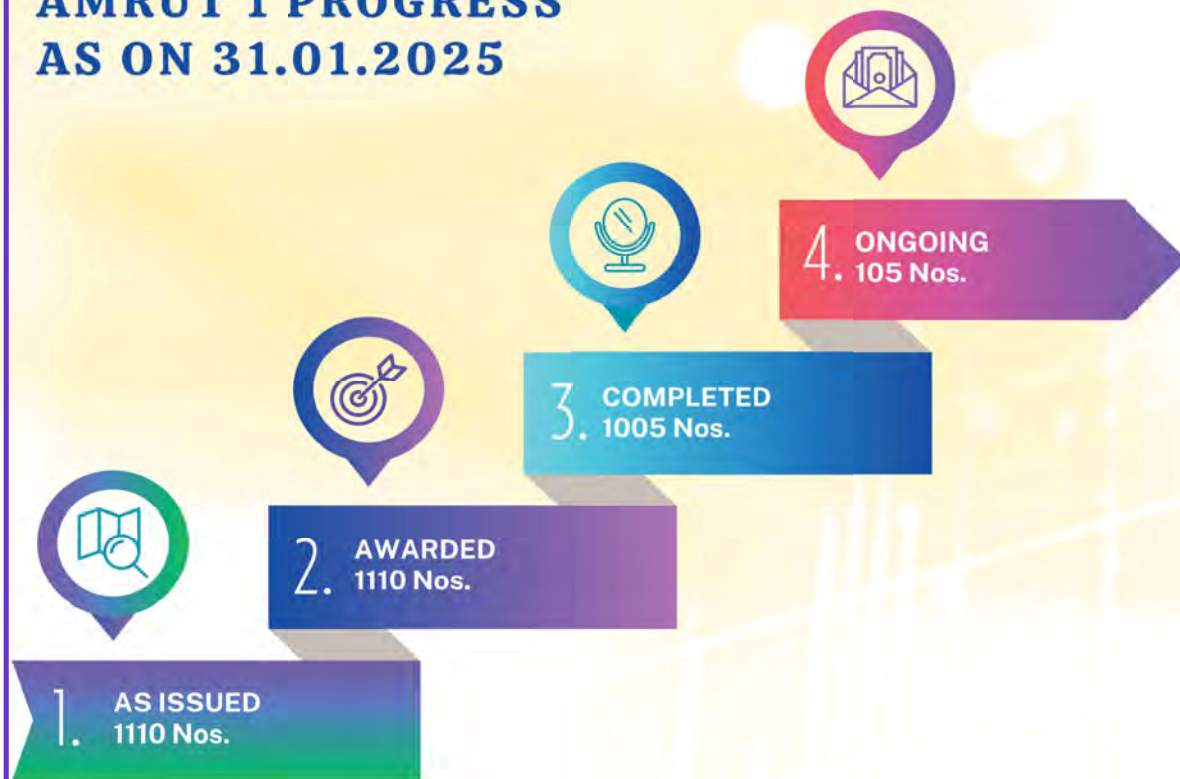 AMRUT 1 PROGRESS
AS ON 31.01.2025
4. ONGOING
105 Nos.
3. COMPLETED
1005 Nos.
2. AWARDED
1110 Nos.
1. AS ISSUED
1110 Nos.